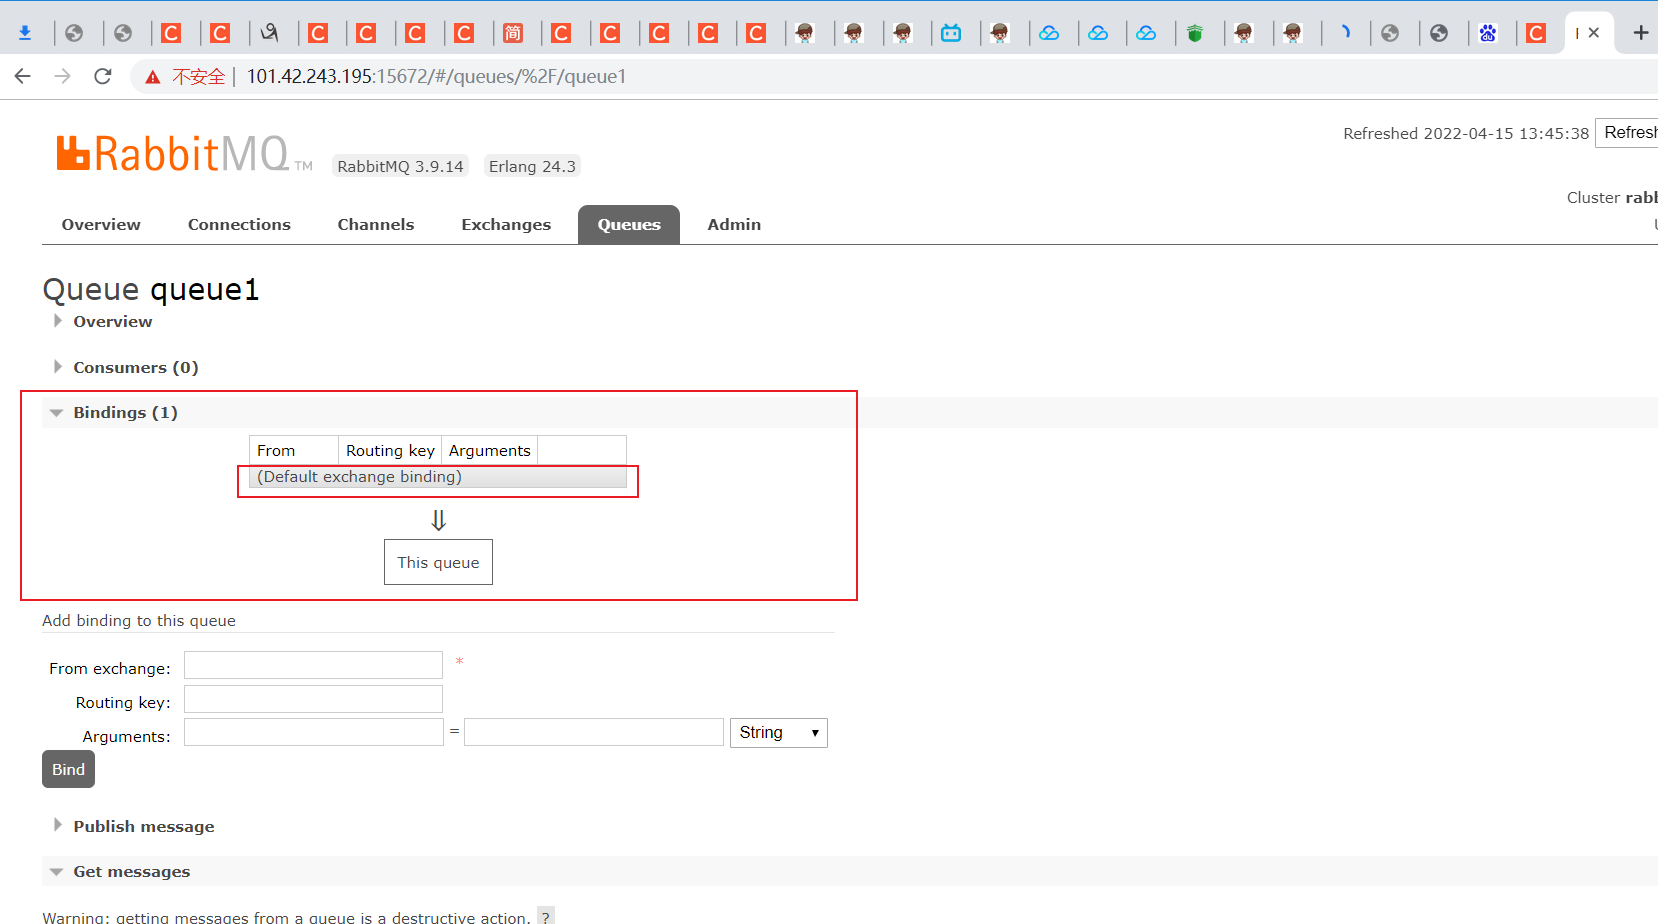 不安全 | 101.42.243.195:15672/#/queues/%2F/queue1
RabbitMQ TM RabbitMQ 3.9.14 Erlang 24.3
Refreshed 2022-04-15 13:45:38 Refresh
Cluster rabb
Overview Connections Channels Exchanges Queues Admin
Queue queue1
Overview
Consumers (0)
Bindings (1)
From Routing key Arguments
(Default exchange binding)
⇓
This queue
Add binding to this queue
From exchange: *
Routing key:
Arguments: = String
Bind
Publish message
Get messages
Warning: getting messages from a queue is a destructive action. ?